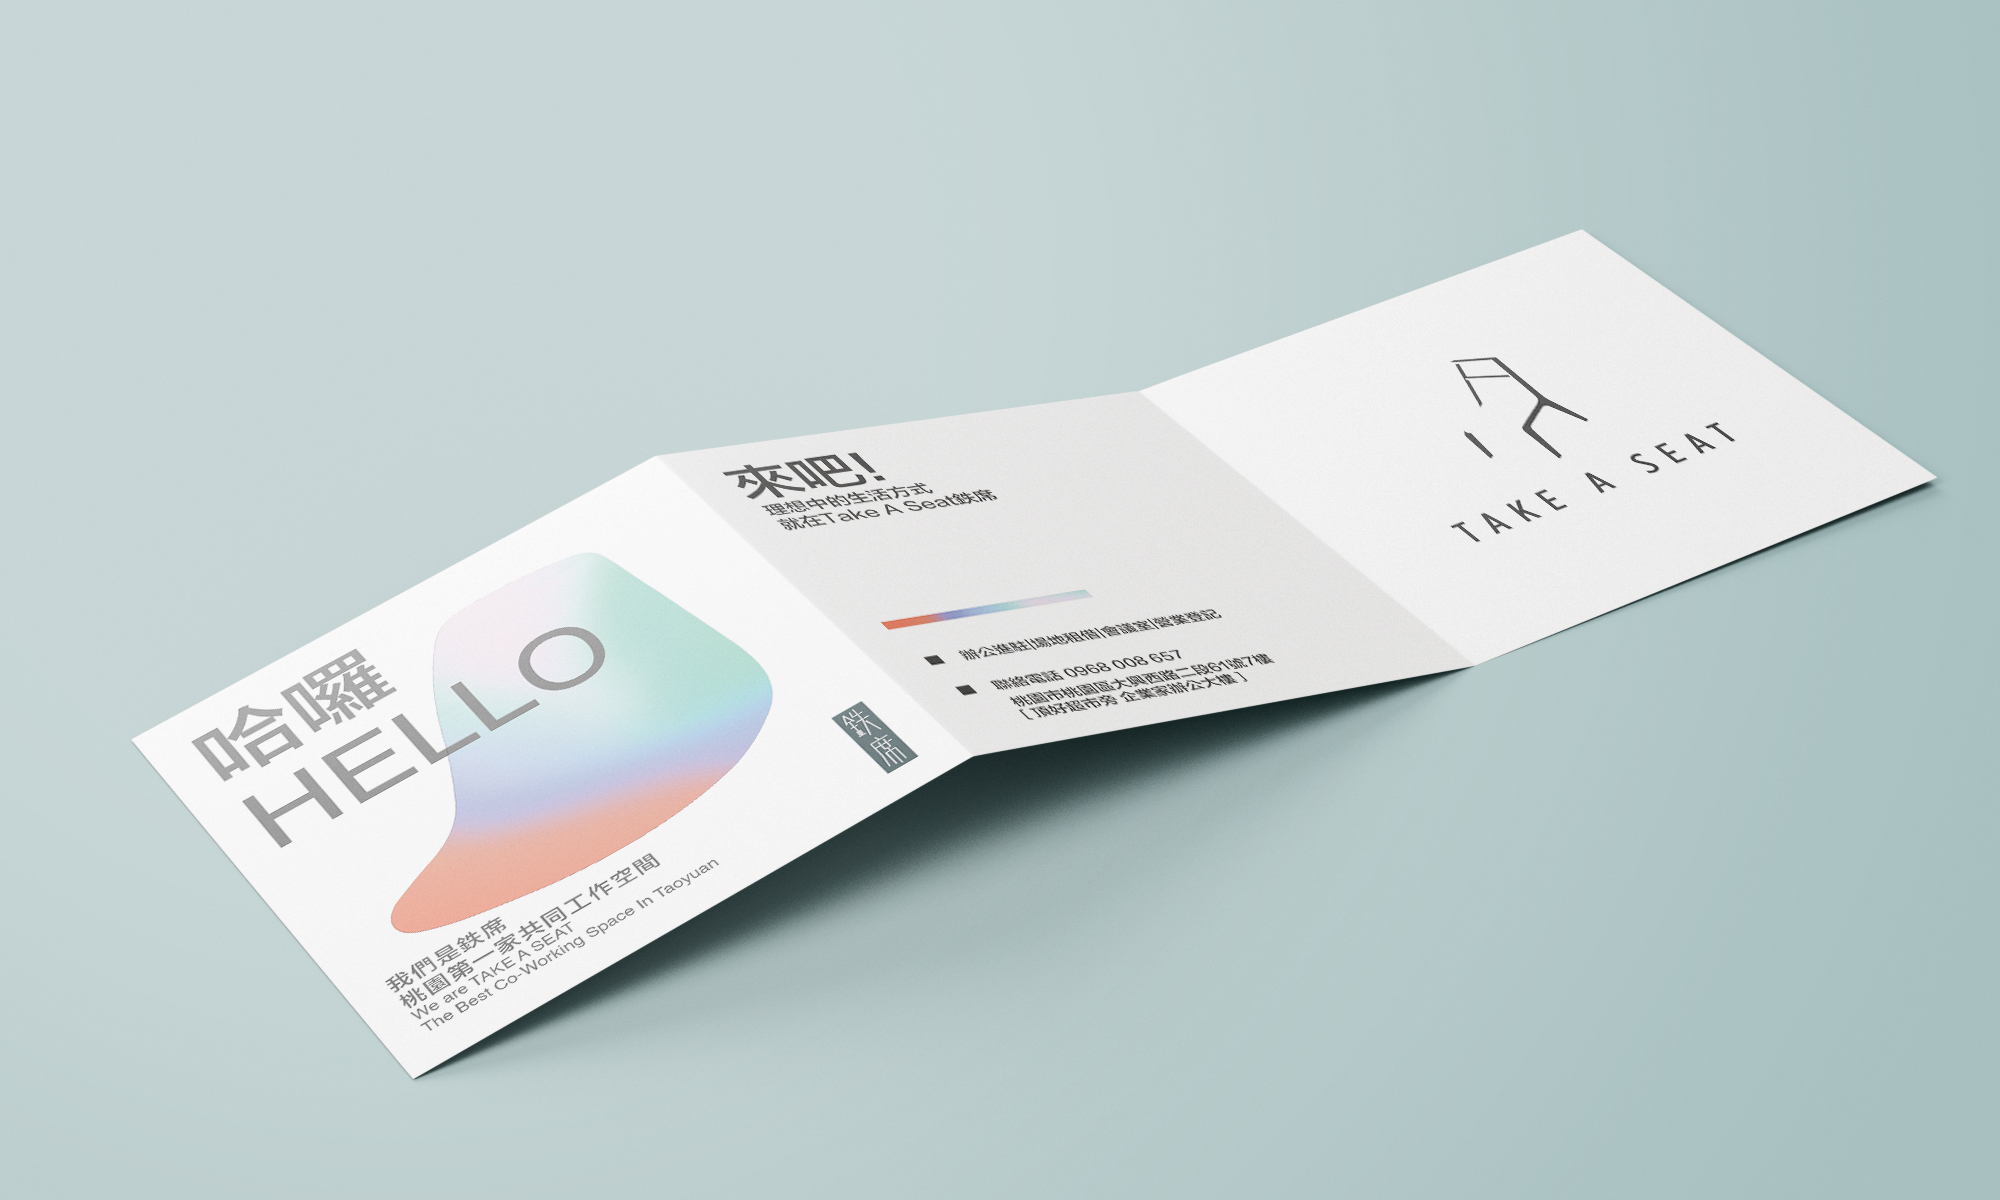 哈囉
HELLO
我們是鉄席
桃園第一家共同工作空間
We are TAKE A SEAT
The Best Co-Working Space In Taoyuan
鉄席
來吧!
理想中的生活方式
就在Take A Seat鉄席
辦公進駐|場地租借|會議室|營業登記
聯絡電話 0968 008 657
桃園市桃園區大興西路二段61號7樓
[ 頂好超市旁 企業家辦公大樓 ]
TAKE A SEAT